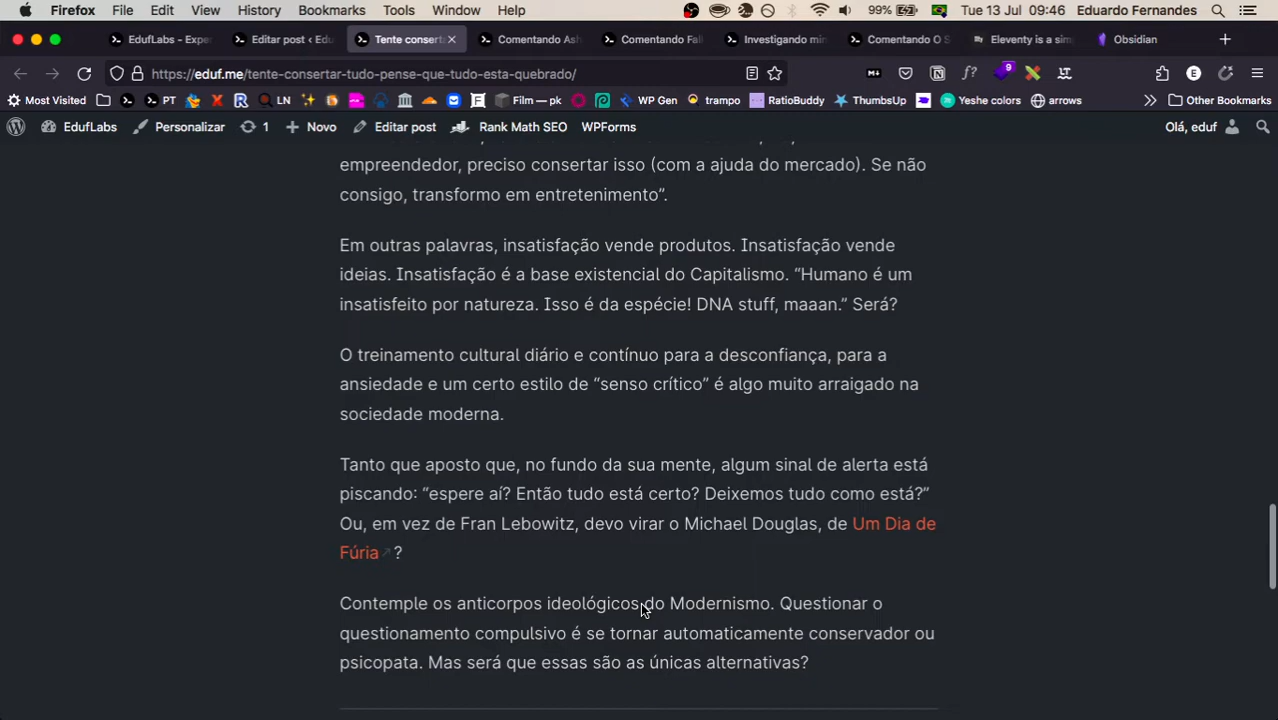 Firefox File Edit View History Bookmarks Tools Window Help 99% Tue 13 Jul 09:46 Eduardo Fernandes
EdufLabs - Expe Editar post < Edu Tente conserta Comentando Ash Comentando Fal Investigando min Comentando O S Eleventy is a simp Obsidian
https://eduf.me/tente-consertar-tudo-pense-que-tudo-esta-quebrado/ M↓ f? 9 E
Most Visited PT R LN Film — pk WP Gen trampo RatioBuddy ThumbsUp Yeshe colors arrows Other Bookmarks
EdufLabs Personalizar 1 Novo Editar post Rank Math SEO WPForms Olá, eduf
empreendedor, preciso consertar isso (com a ajuda do mercado). Se não
consigo, transformo em entretenimento”.
Em outras palavras, insatisfação vende produtos. Insatisfação vende
ideias. Insatisfação é a base existencial do Capitalismo. “Humano é um
insatisfeito por natureza. Isso é da espécie! DNA stuff, maaan.” Será?
O treinamento cultural diário e contínuo para a desconfiança, para a
ansiedade e um certo estilo de “senso crítico” é algo muito arraigado na
sociedade moderna.
Tanto que aposto que, no fundo da sua mente, algum sinal de alerta está
piscando: “espere aí? Então tudo está certo? Deixemos tudo como está?”
Ou, em vez de Fran Lebowitz, devo virar o Michael Douglas, de Um Dia de
Fúria ?
Contemple os anticorpos ideológicos do Modernismo. Questionar o
questionamento compulsivo é se tornar automaticamente conservador ou
psicopata. Mas será que essas são as únicas alternativas?